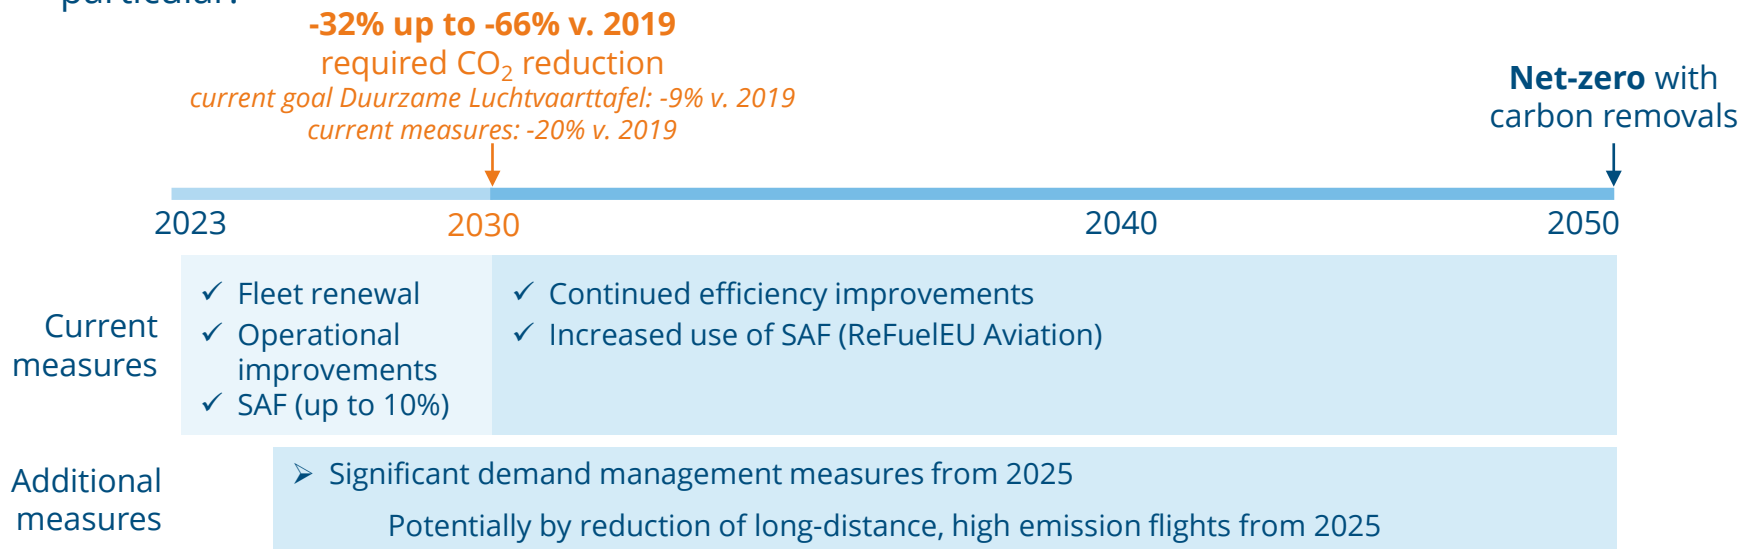 particular:
-32% up to -66% v. 2019
required CO₂ reduction
current goal Duurzame Luchtvaarttafel: -9% v. 2019
current measures: -20% v. 2019
Net-zero with
carbon removals
2023
2030
2040
2050
Current
measures
✓ Fleet renewal
✓ Operational
improvements
✓ SAF (up to 10%)
✓ Continued efficiency improvements
✓ Increased use of SAF (ReFuelEU Aviation)
Additional
measures
➢ Significant demand management measures from 2025
Potentially by reduction of long-distance, high emission flights from 2025